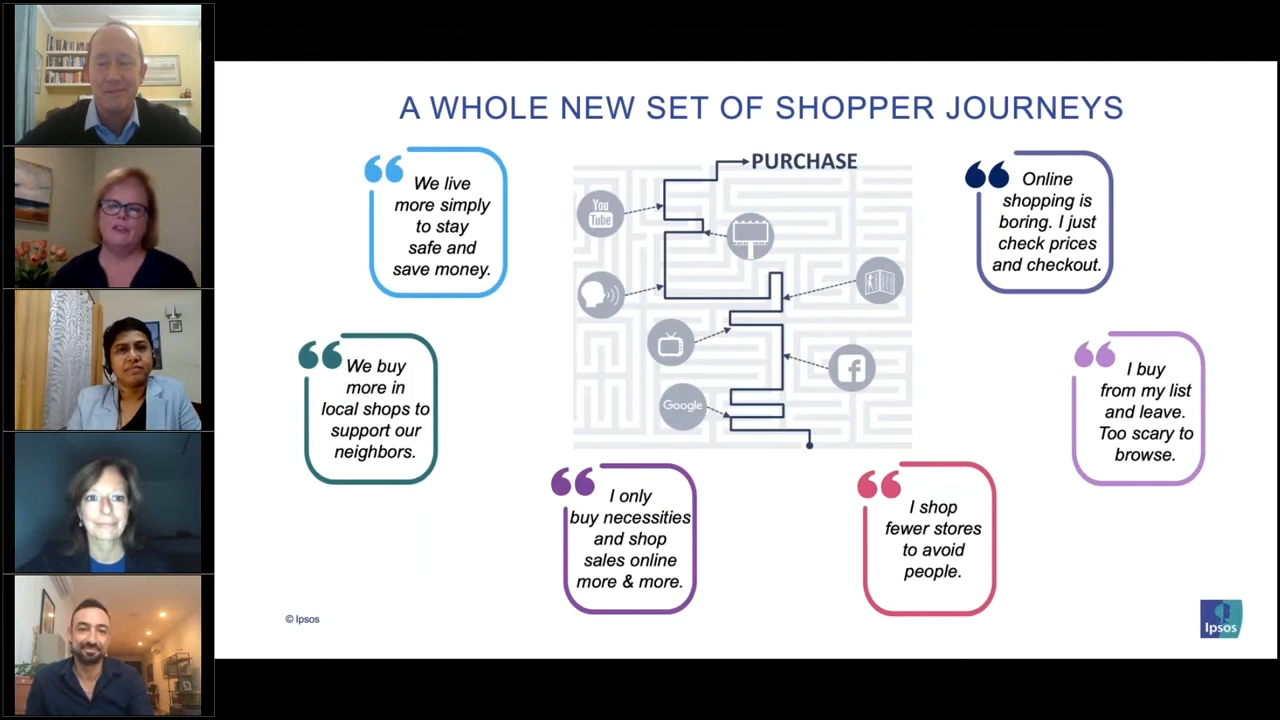 A WHOLE NEW SET OF SHOPPER JOURNEYS
“We live
more simply
to stay
safe and
save money.
PURCHASE
You
Tube
Google
“Online
shopping is
boring. I just
check prices
and checkout.
“We buy
more in
local shops to
support our
neighbors.
“I buy
from my list
and leave.
Too scary to
browse.
“I only
buy necessities
and shop
sales online
more & more.
“I shop
fewer stores
to avoid
people.
© Ipsos
Ipsos